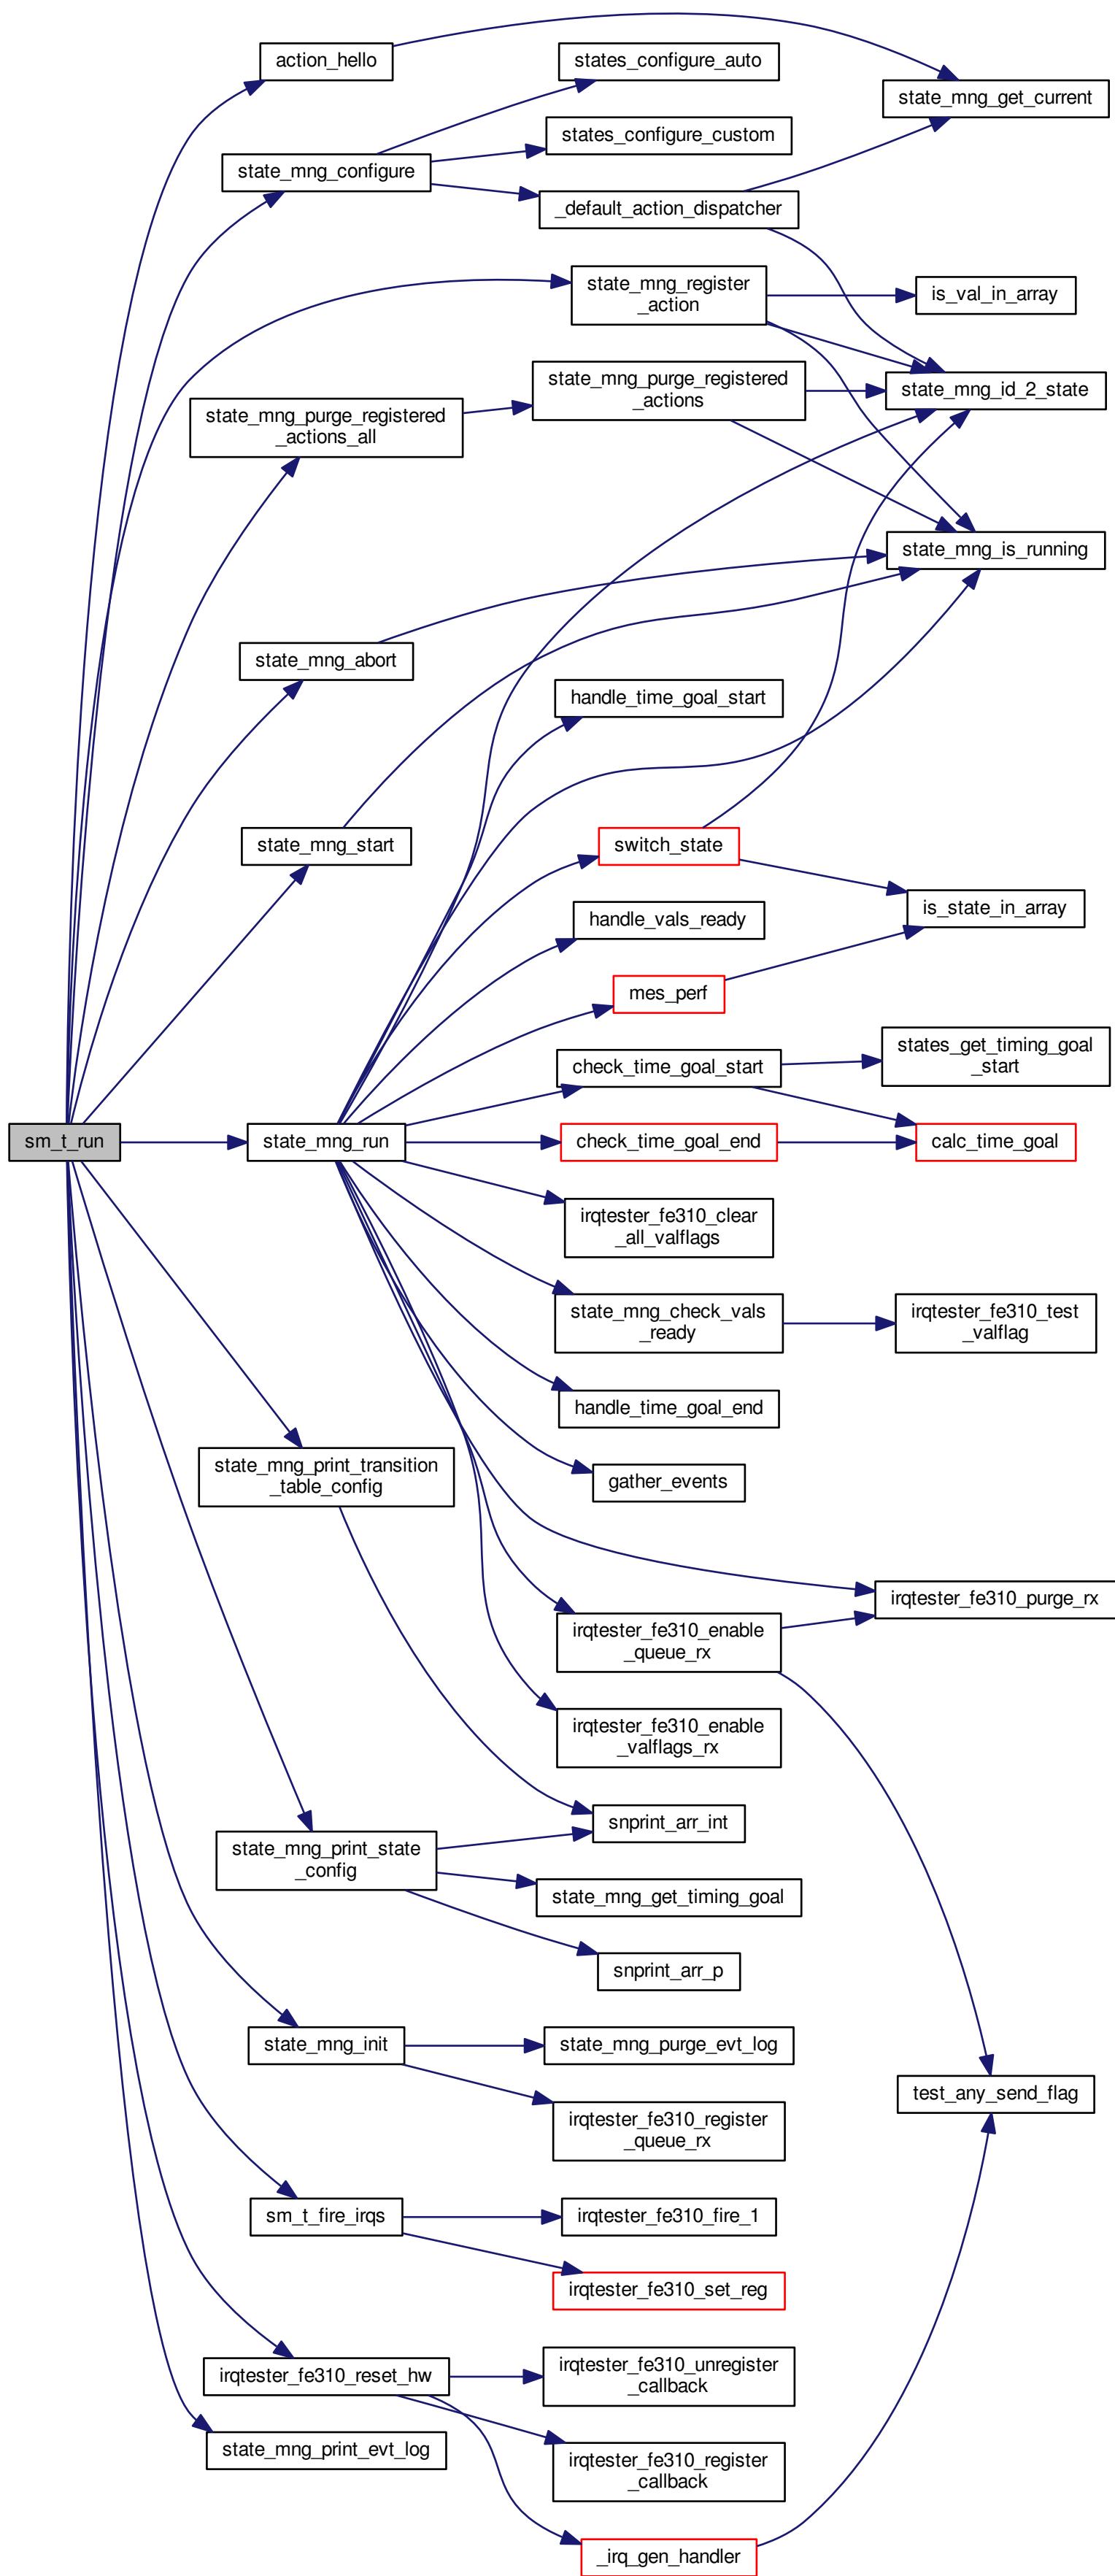 action_hello
states_configure_auto
state_mng_get_current
states_configure_custom
state_mng_configure
_default_action_dispatcher
state_mng_register
_action
is_val_in_array
state_mng_purge_registered
_actions
state_mng_id_2_state
state_mng_purge_registered
_actions_all
state_mng_is_running
state_mng_abort
handle_time_goal_start
state_mng_start
switch_state
handle_vals_ready
is_state_in_array
mes_perf
check_time_goal_start
states_get_timing_goal
_start
sm_t_run
state_mng_run
check_time_goal_end
calc_time_goal
irqtester_fe310_clear
_all_valflags
state_mng_check_vals
_ready
irqtester_fe310_test
_valflag
handle_time_goal_end
state_mng_print_transition
_table_config
gather_events
irqtester_fe310_purge_rx
irqtester_fe310_enable
_queue_rx
irqtester_fe310_enable
_valflags_rx
snprint_arr_int
state_mng_print_state
_config
state_mng_get_timing_goal
snprint_arr_p
state_mng_init
state_mng_purge_evt_log
irqtester_fe310_register
_queue_rx
test_any_send_flag
sm_t_fire_irqs
irqtester_fe310_fire_1
irqtester_fe310_set_reg
irqtester_fe310_reset_hw
irqtester_fe310_unregister
_callback
state_mng_print_evt_log
irqtester_fe310_register
_callback
_irq_gen_handler